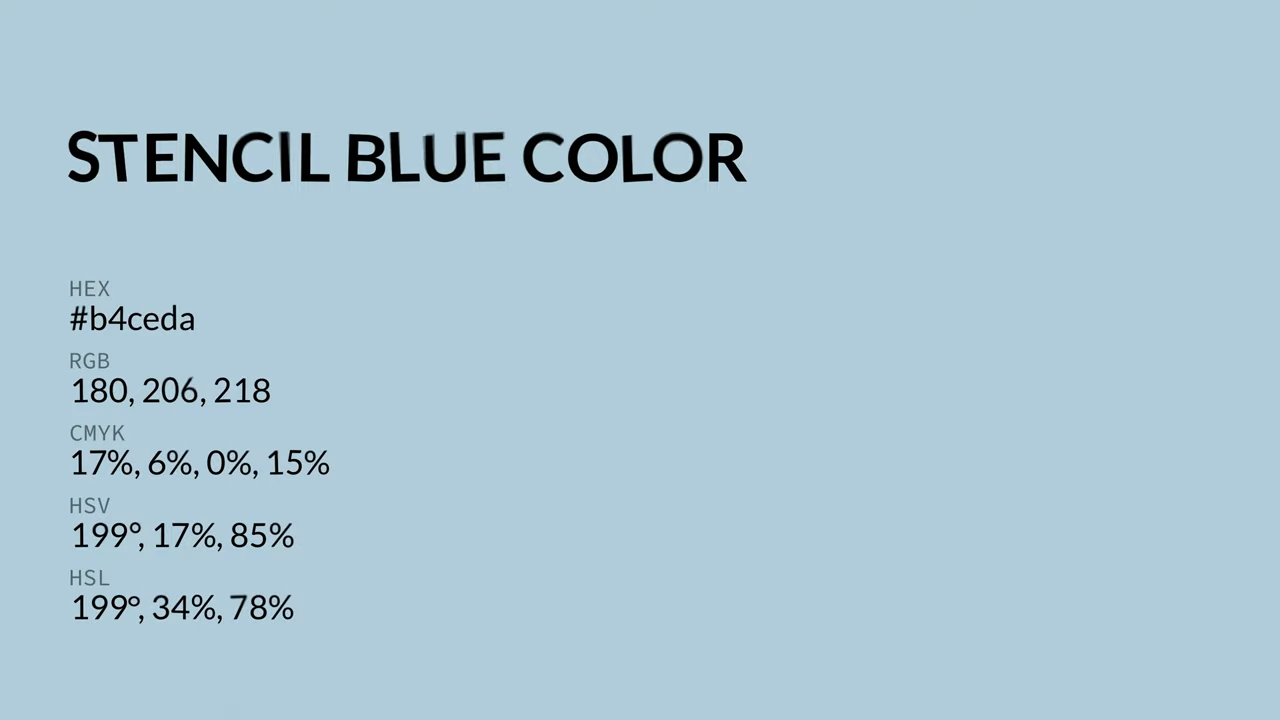 STENCIL BLUE COLOR
HEX
#b4ceda
RGB
180, 206, 218
CMYK
17%, 6%, 0%, 15%
HSV
199°, 17%, 85%
HSL
199°, 34%, 78%